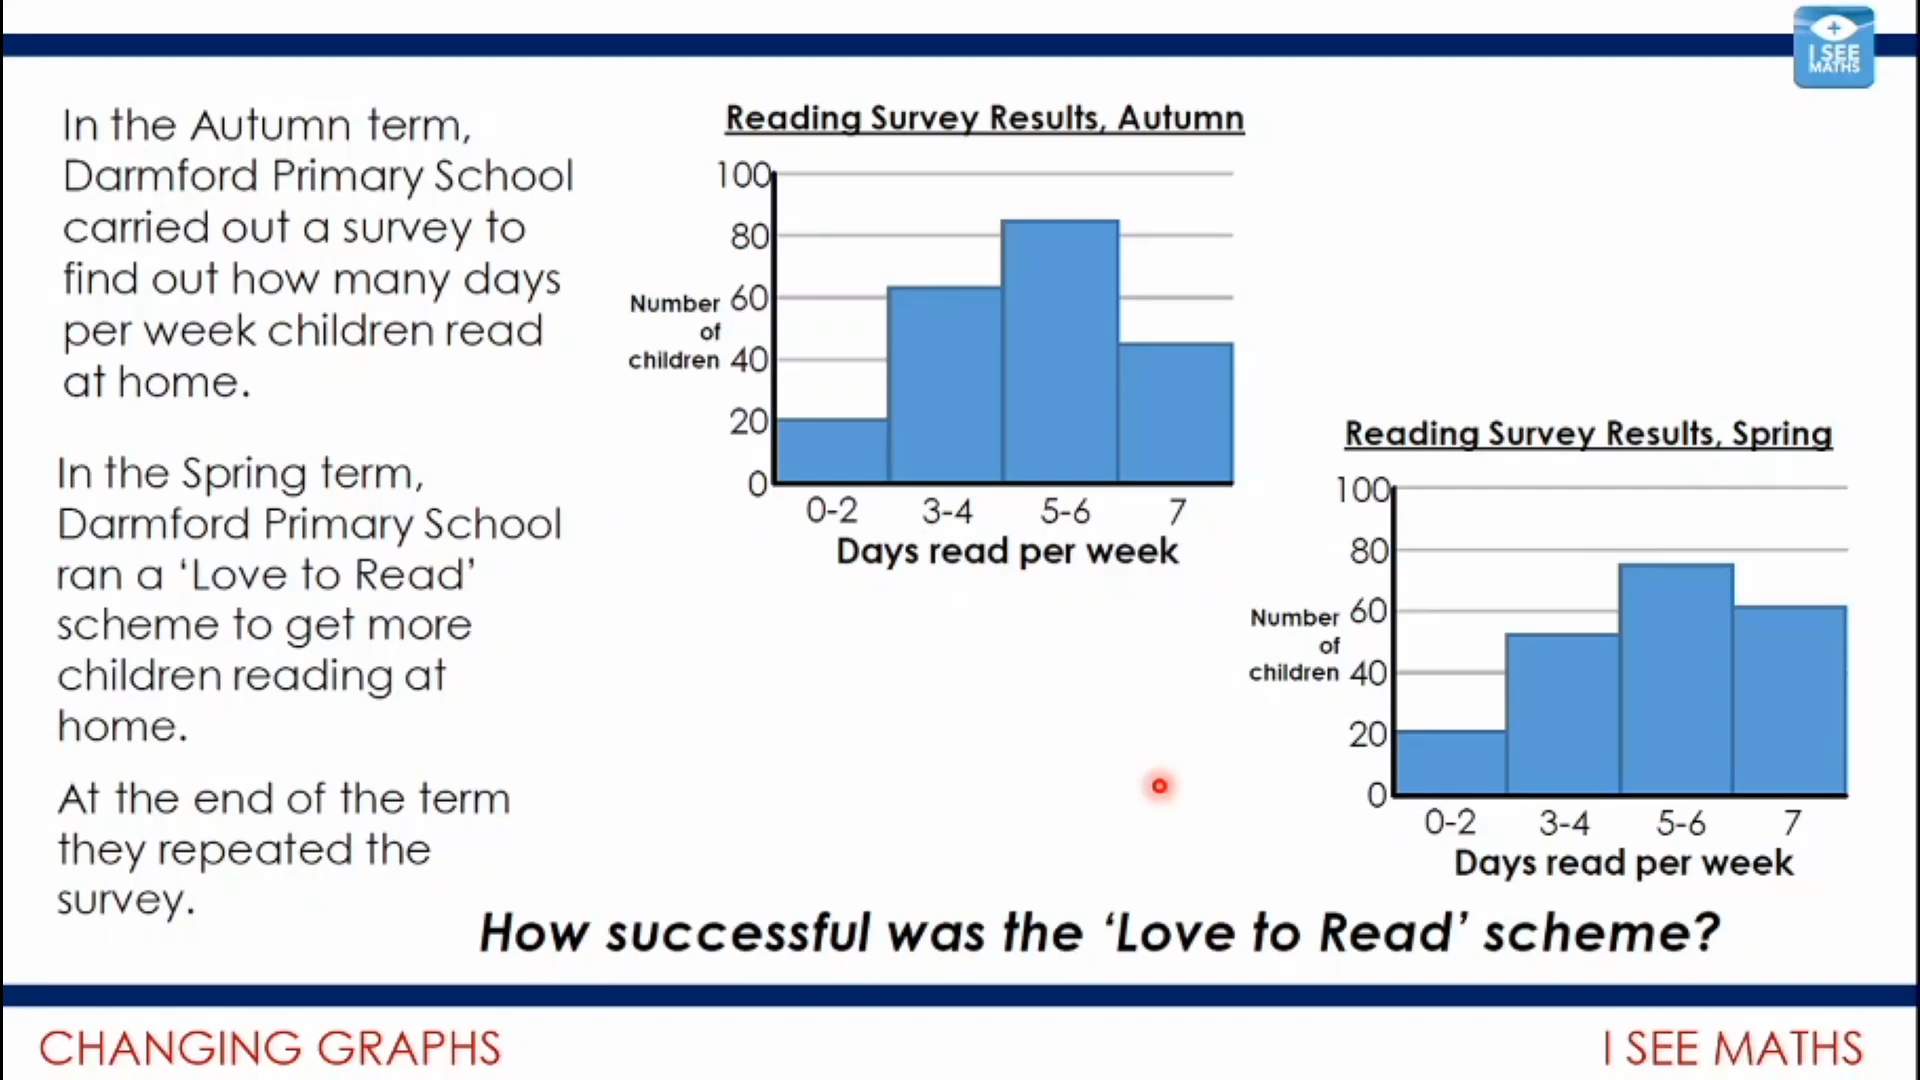 +
I SEE
MATHS
In the Autumn term,
Darmford Primary School
carried out a survey to
find out how many days
per week children read
at home.
In the Spring term,
Darmford Primary School
ran a ‘Love to Read’
scheme to get more
children reading at
home.
At the end of the term
they repeated the
survey.
Reading Survey Results, Autumn
100
80
60
40
20
0
Number
of
children
0-2 3-4 5-6 7
Days read per week
Reading Survey Results, Spring
100
80
60
40
20
0
Number
of
children
0-2 3-4 5-6 7
Days read per week
How successful was the ‘Love to Read’ scheme?
CHANGING GRAPHS
I SEE MATHS